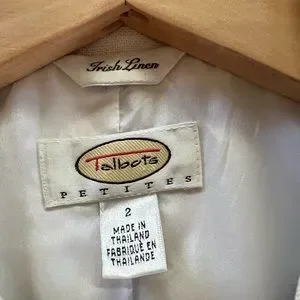 Irish Linen
Talbots
PETITES
2
MADE IN
THAILAND
FABRIQUÉ EN
THAÏLANDE